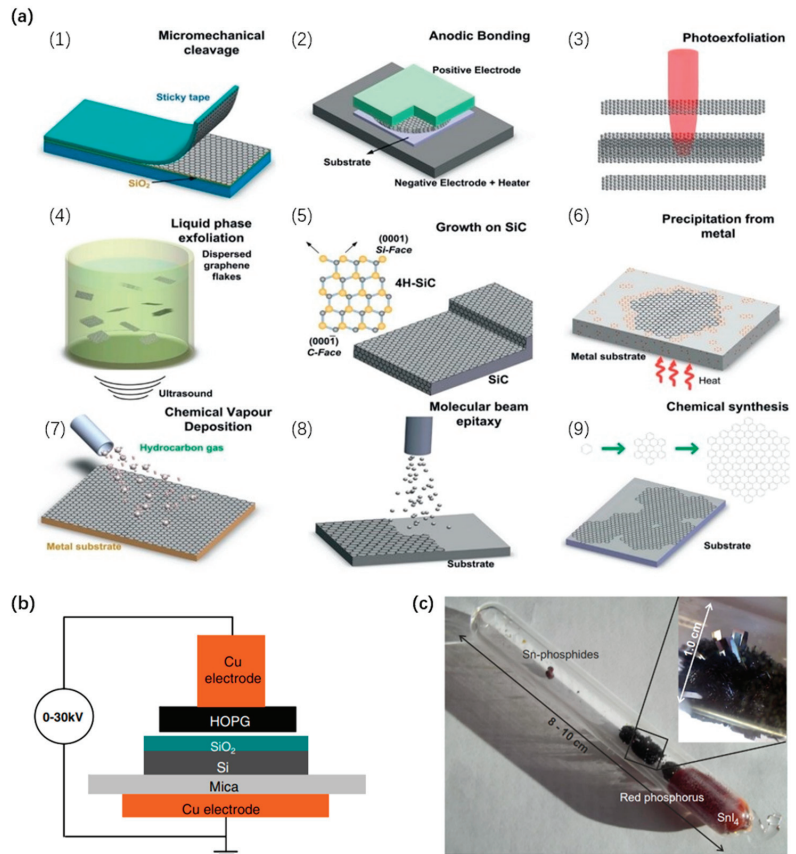 (a)
(1)
Micromechanical
cleavage
Sticky tape
SiO₂
(2)
Anodic Bonding
Positive Electrode
Substrate
Negative Electrode + Heater
(3)
Photoexfoliation
(4)
Liquid phase
exfoliation
Dispersed
graphene
flakes
Ultrasound
(5)
Growth on SiC
(0001)
Si-Face
4H-SiC
(0001̅)
C-Face
SiC
(6)
Precipitation from
metal
Metal substrate
Heat
(7)
Chemical Vapour
Deposition
Hydrocarbon gas
Metal substrate
(8)
Molecular beam
epitaxy
Substrate
(9)
Chemical synthesis
Substrate
(b)
0-30kV
Cu
electrode
HOPG
SiO₂
Si
Mica
Cu electrode
(c)
Sn-phosphides
8 - 10 cm
1.0 cm
Red phosphorus
SnI₄